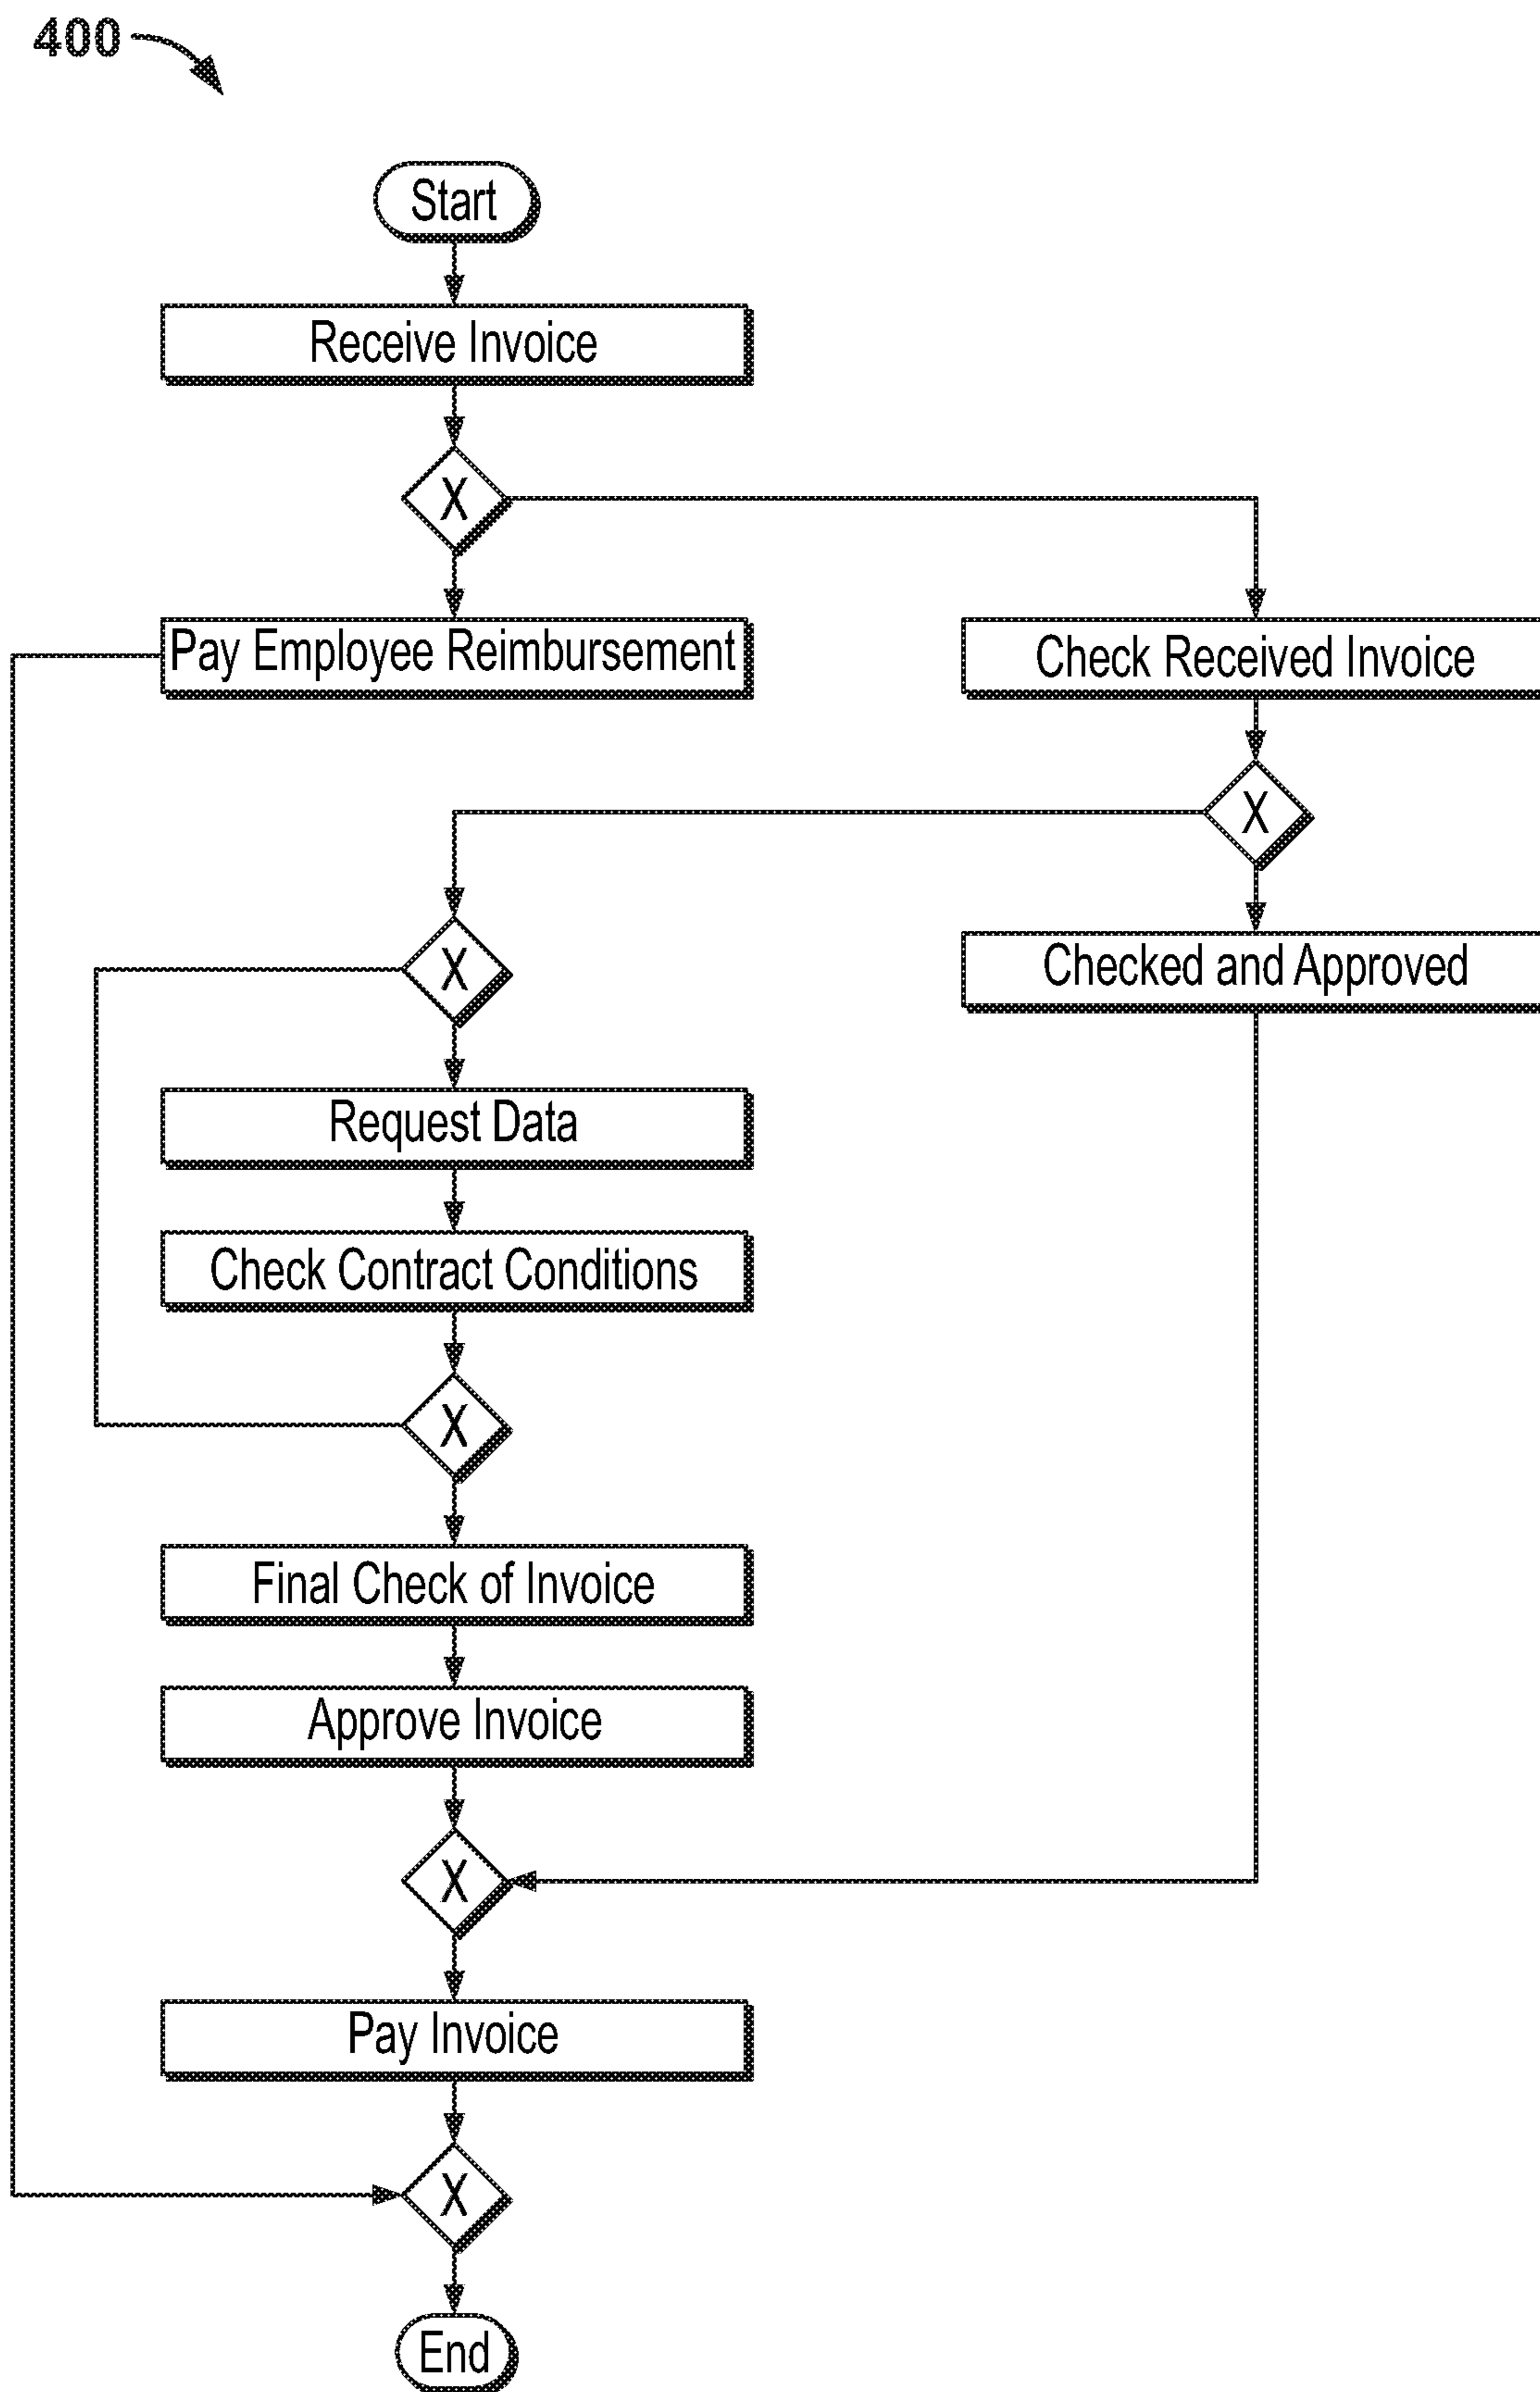 400
Start
Receive Invoice
X
Pay Employee Reimbursement
Check Received Invoice
X
X
Checked and Approved
Request Data
Check Contract Conditions
X
Final Check of Invoice
Approve Invoice
X
Pay Invoice
X
End